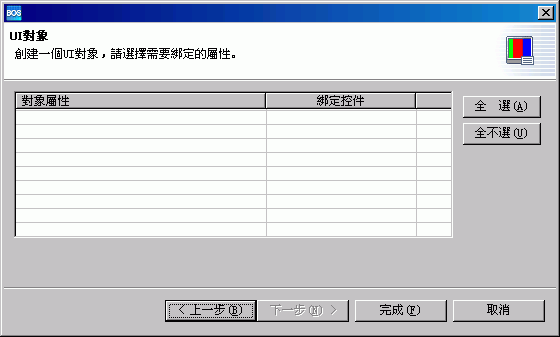 BOS
UI對象
創建一個UI對象，請選擇需要綁定的屬性。
對象屬性 綁定控件
全 選(A)
全不選(U)
< 上一步(B) 下一步(N) > 完成(F) 取消